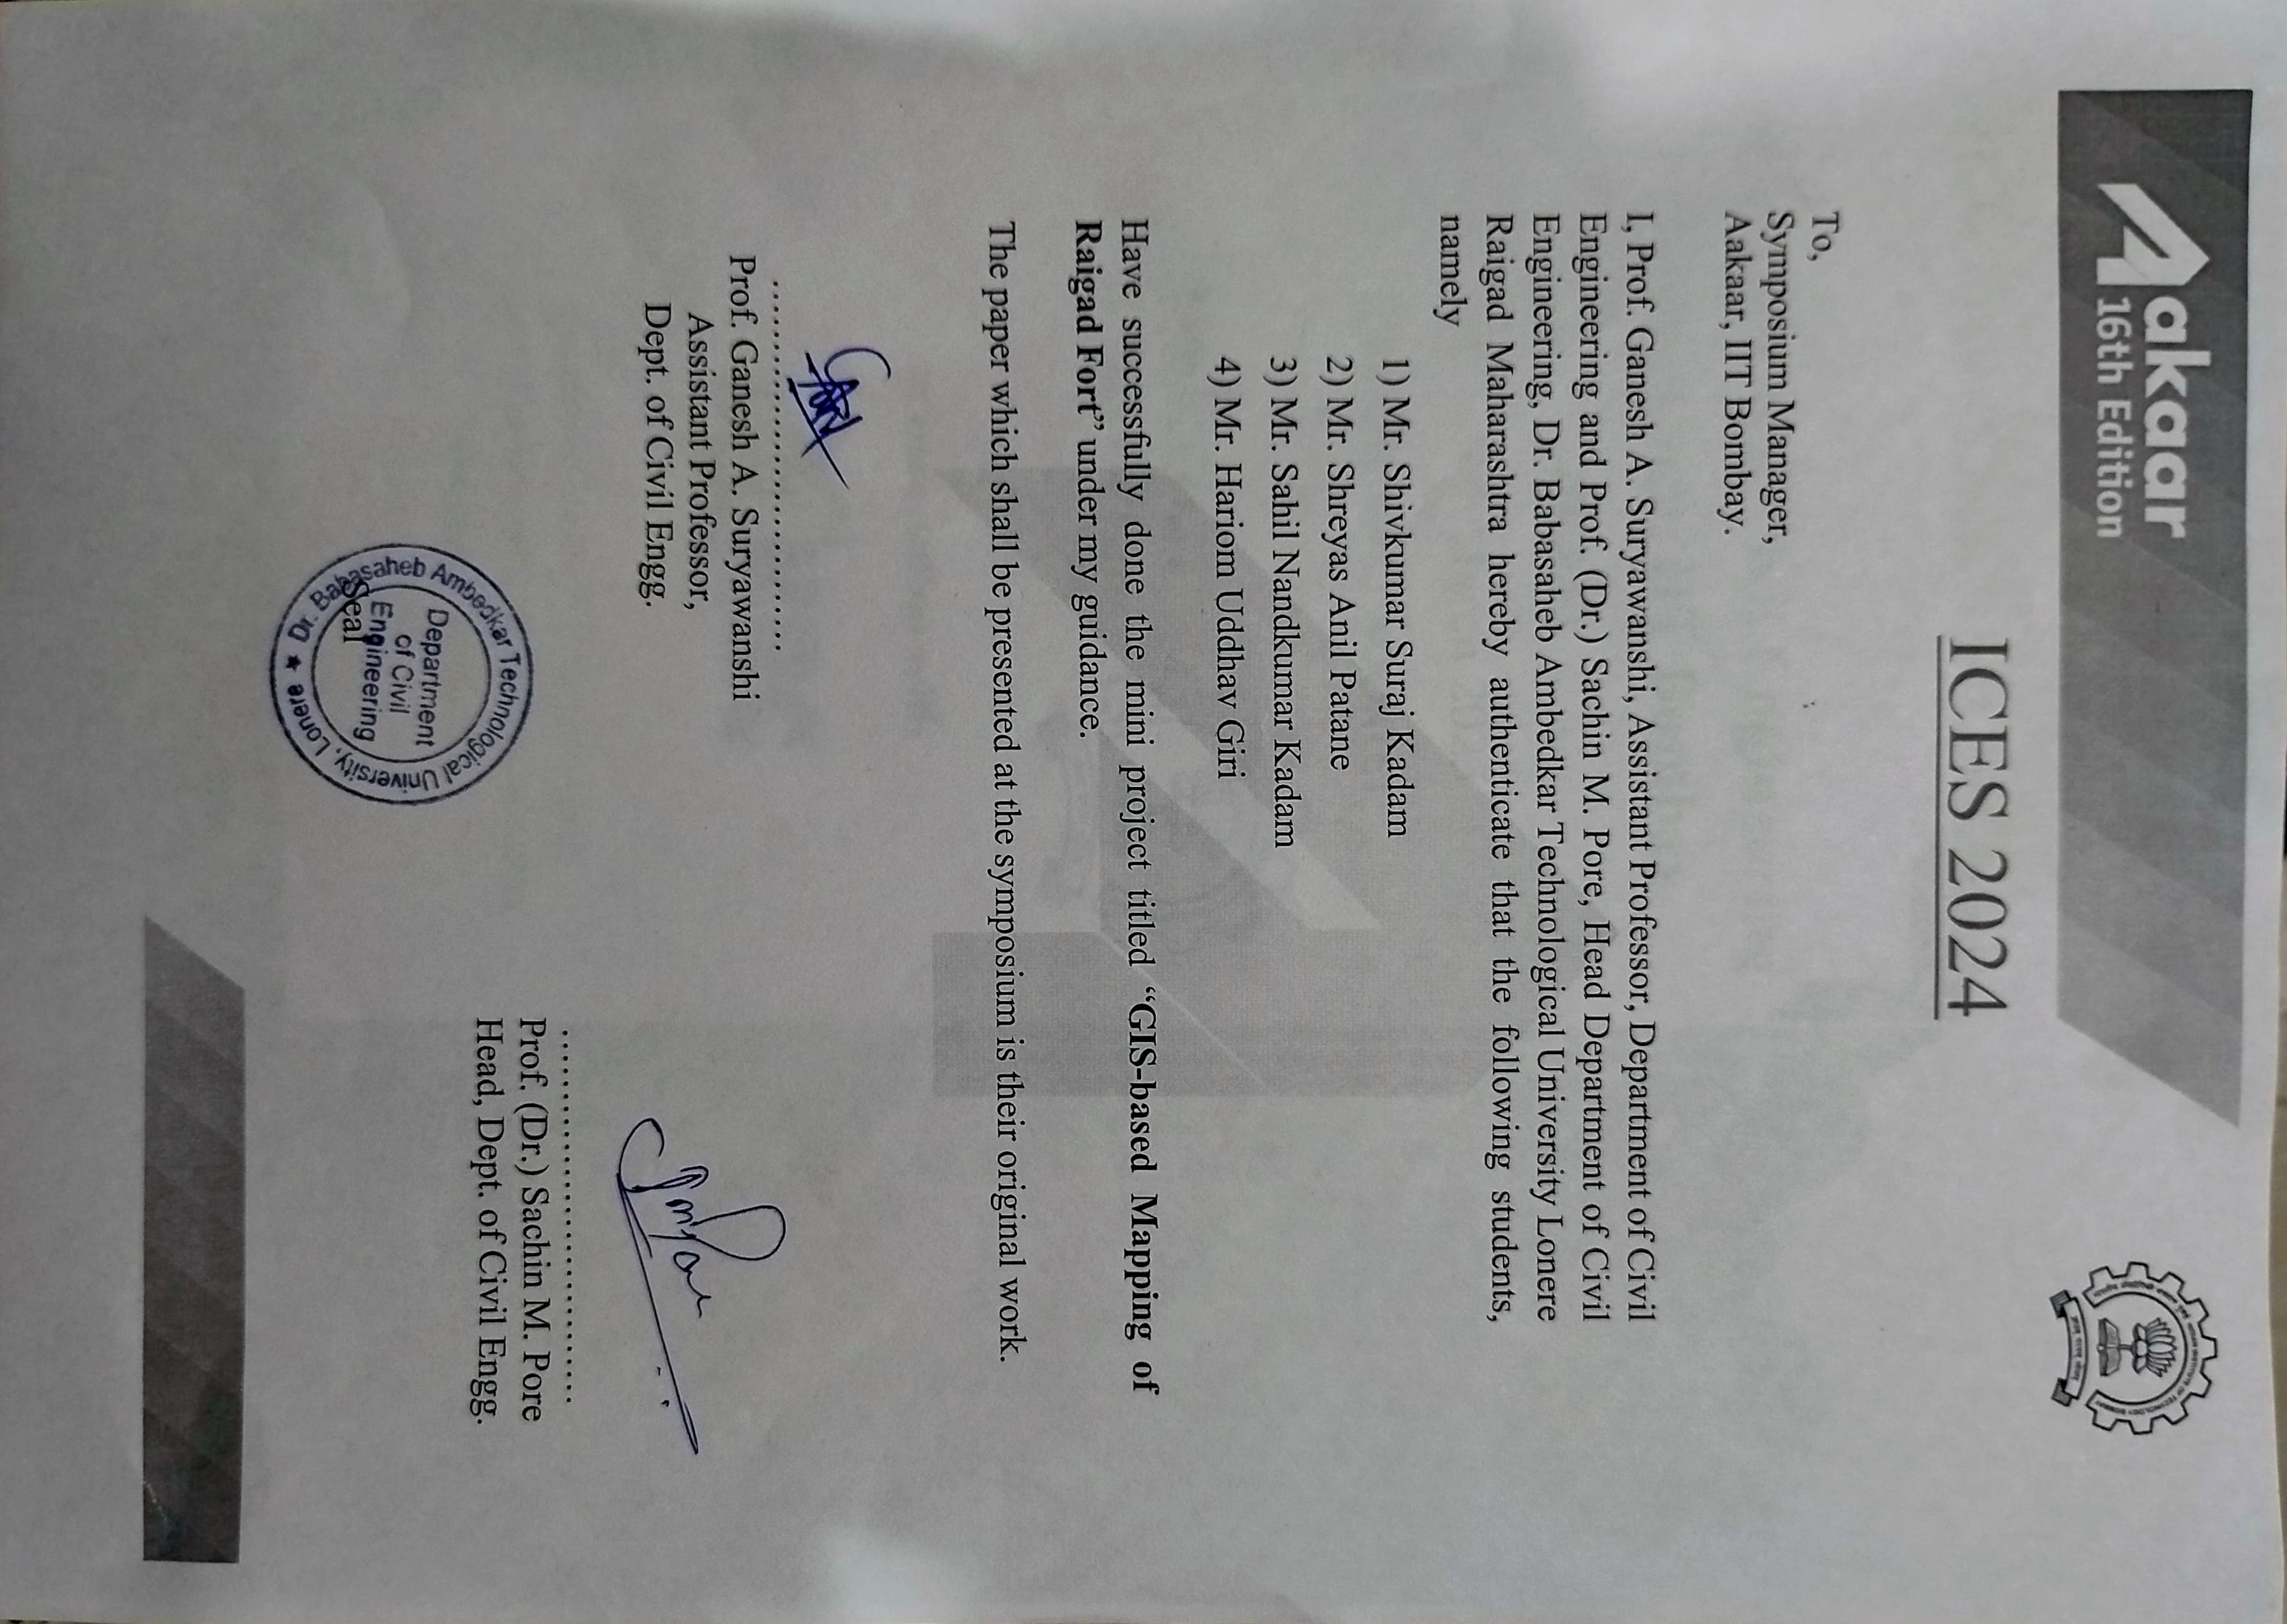 Aakaar
16th Edition
INDIAN INSTITUTE OF TECHNOLOGY
ICES 2024
To,
Symposium Manager,
Aakaar, IIT Bombay.
I, Prof. Ganesh A. Suryawanshi, Assistant Professor, Department of Civil
Engineering and Prof. (Dr.) Sachin M. Pore, Head Department of Civil
Engineering, Dr. Babasaheb Ambedkar Technological University Lonere
Raigad Maharashtra hereby authenticate that the following students,
namely
1) Mr. Shivkumar Suraj Kadam
2) Mr. Shreyas Anil Patane
3) Mr. Sahil Nandkumar Kadam
4) Mr. Hariom Uddhav Giri
Have successfully done the mini project titled “GIS-based Mapping of
Raigad Fort” under my guidance.
The paper which shall be presented at the symposium is their original work.
...............................
Prof. Ganesh A. Suryawanshi
Assistant Professor,
Dept. of Civil Engg.
SMPore
...............................
Prof. (Dr.) Sachin M. Pore
Head, Dept. of Civil Engg.
Dr. Babasaheb Ambedkar Technological University, Lonere ★
Department
of Civil
Engineering
Seal